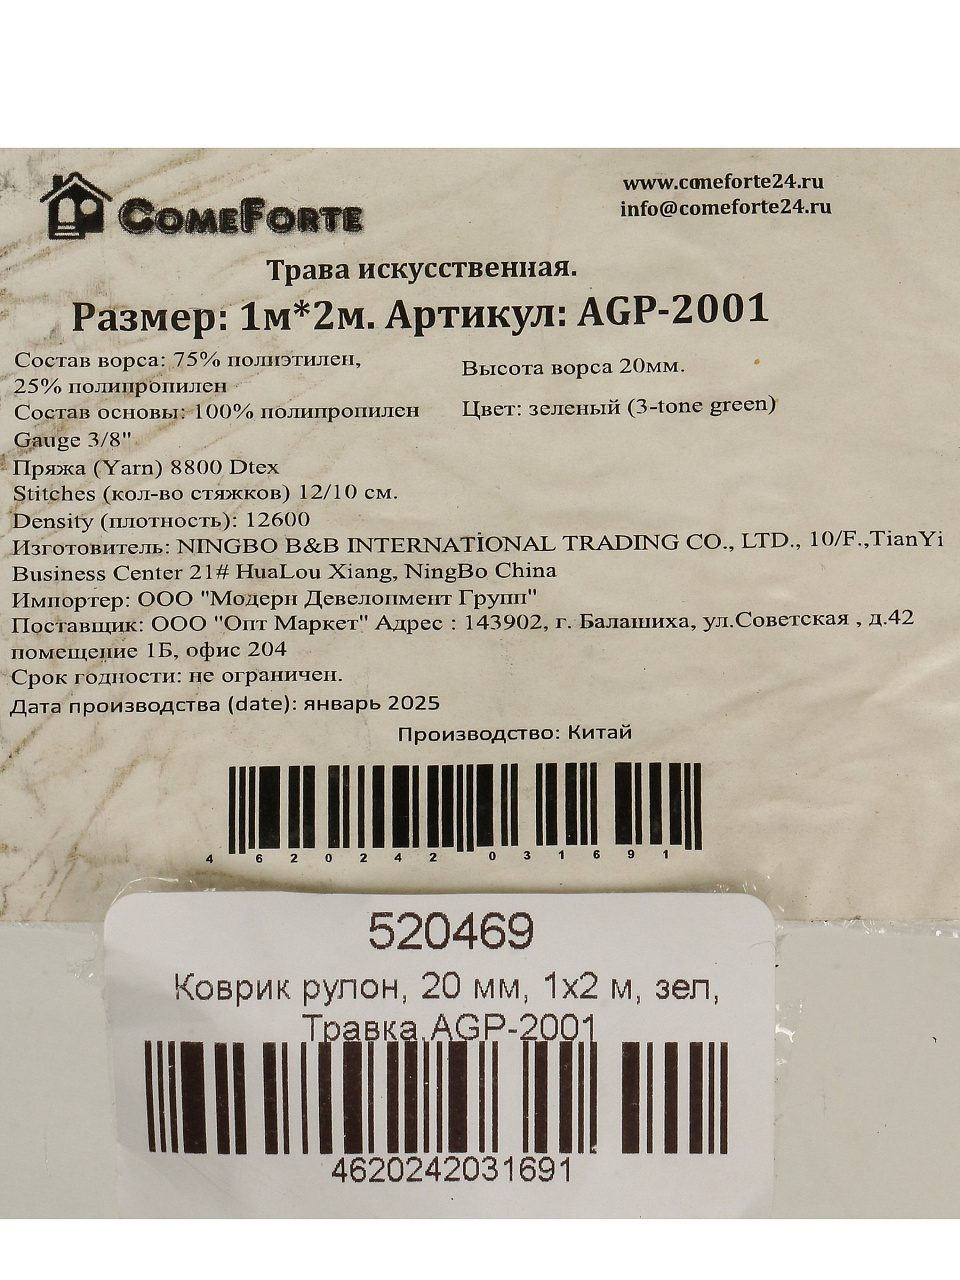 COMEFORTE
www.comeforte24.ru
info@comeforte24.ru
Трава искусственная.
Размер: 1м*2м. Артикул: AGP-2001
Состав ворса: 75% полиэтилен,
25% полипропилен
Высота ворса 20мм.
Состав основы: 100% полипропилен
Цвет: зеленый (3-tone green)
Gauge 3/8"
Пряжа (Yarn) 8800 Dtex
Stitches (кол-во стяжков) 12/10 см.
Density (плотность): 12600
Изготовитель: NINGBO B&B INTERNATIONAL TRADING CO., LTD., 10/F.,TianYi
Business Center 21# HuaLou Xiang, NingBo China
Импортер: ООО "Модерн Девелопмент Групп"
Поставщик: ООО "Опт Маркет" Адрес : 143902, г. Балашиха, ул.Советская , д.42
помещение 1Б, офис 204
Срок годности: не ограничен.
Дата производства (date): январь 2025
Производство: Китай
4 620242 031691
520469
Коврик рулон, 20 мм, 1х2 м, зел,
Травка,AGP-2001
4620242031691